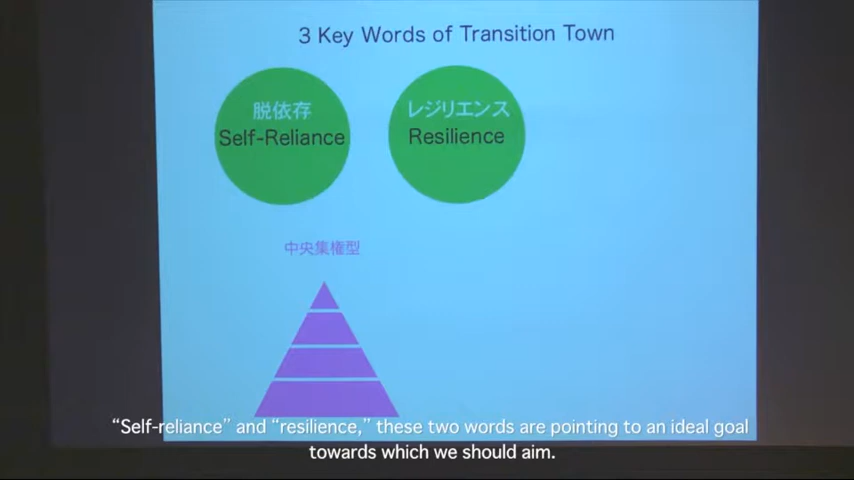 3 Key Words of Transition Town
脱依存
Self-Reliance
レジリエンス
Resilience
中央集権型
“Self-reliance” and “resilience,” these two words are pointing to an ideal goal
towards which we should aim.